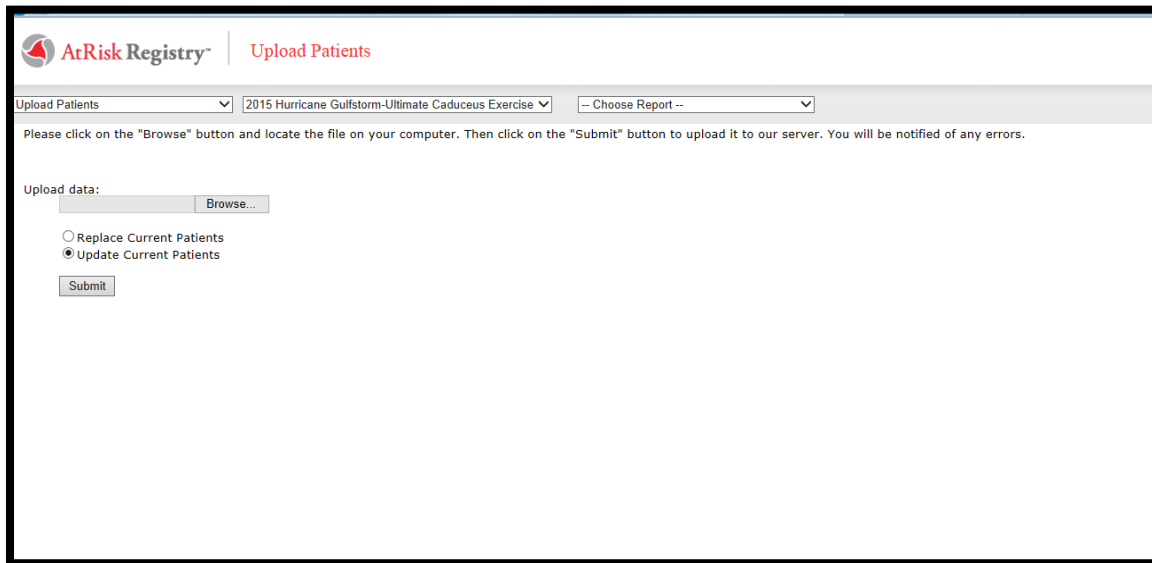 AtRisk Registry™
Upload Patients
Upload Patients
2015 Hurricane Gulfstorm-Ultimate Caduceus Exercise
-- Choose Report --
Please click on the "Browse" button and locate the file on your computer. Then click on the "Submit" button to upload it to our server. You will be notified of any errors.
Upload data:
Browse...
Replace Current Patients
Update Current Patients
Submit